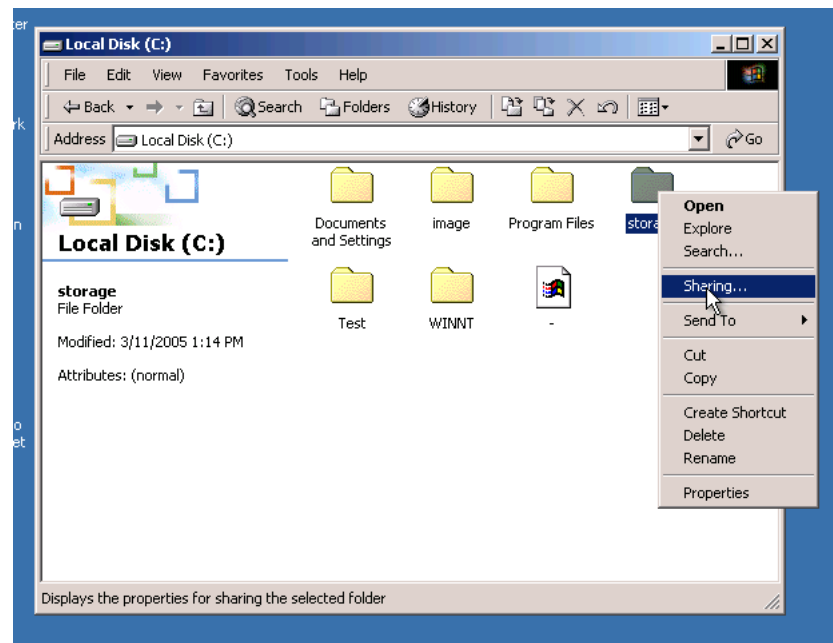 ter
Local Disk (C:)
File Edit View Favorites Tools Help
Back Search Folders History
rk
Address Local Disk (C:) Go
n
Local Disk (C:)
storage
File Folder
Modified: 3/11/2005 1:14 PM
Attributes: (normal)
Documents
and Settings
image
Program Files
stora
Test
WINNT
-
Open
Explore
Search...
Sharing...
Send To
Cut
Copy
Create Shortcut
Delete
Rename
Properties
o
et
Displays the properties for sharing the selected folder